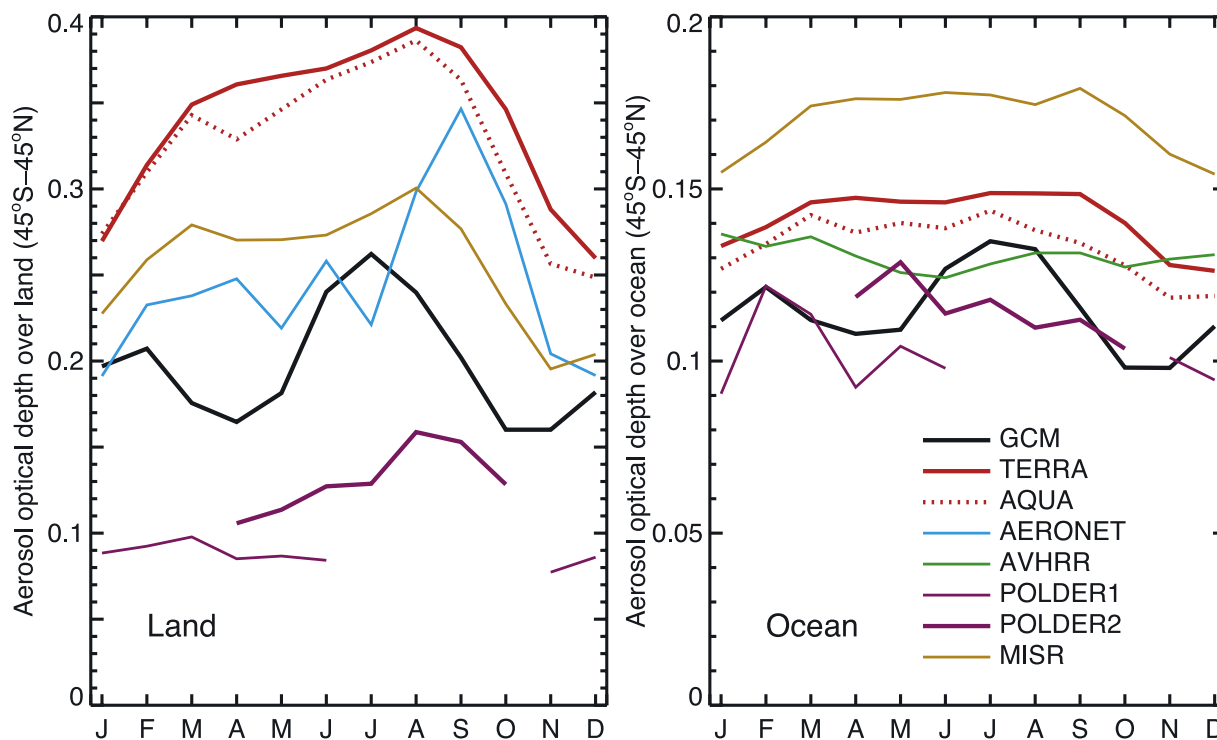 Aerosol optical depth over land (45°S–45°N)
0.4
0.3
0.2
0.1
0
Land
J F M A M J J A S O N D
Aerosol optical depth over ocean (45°S–45°N)
0.2
0.15
0.1
0.05
0
GCM
TERRA
AQUA
AERONET
AVHRR
POLDER1
POLDER2
MISR
Ocean
J F M A M J J A S O N D